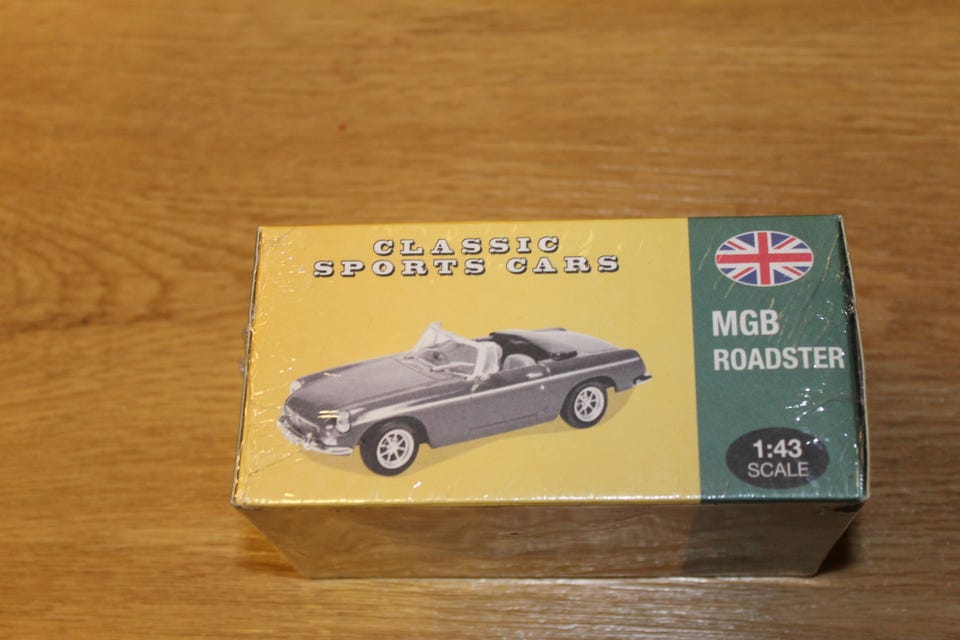 CLASSIC
SPORTS CARS
MGB
ROADSTER
1:43
SCALE